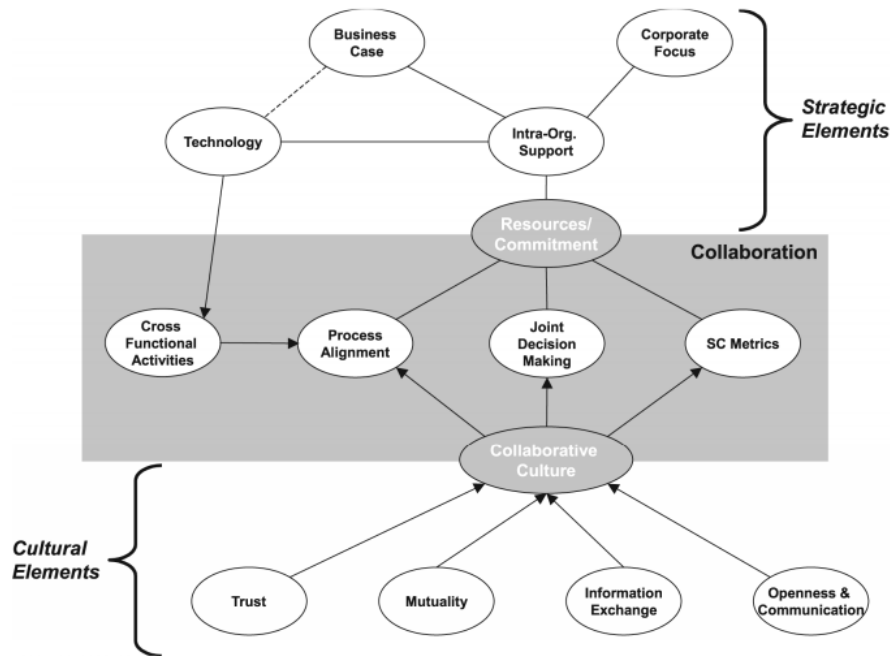 Business
Case
Corporate
Focus
Strategic
Elements
Technology
Intra-Org.
Support
Resources/
Commitment
Collaboration
Cross
Functional
Activities
Process
Alignment
Joint
Decision
Making
SC Metrics
Collaborative
Culture
Cultural
Elements
Trust
Mutuality
Information
Exchange
Openness &
Communication